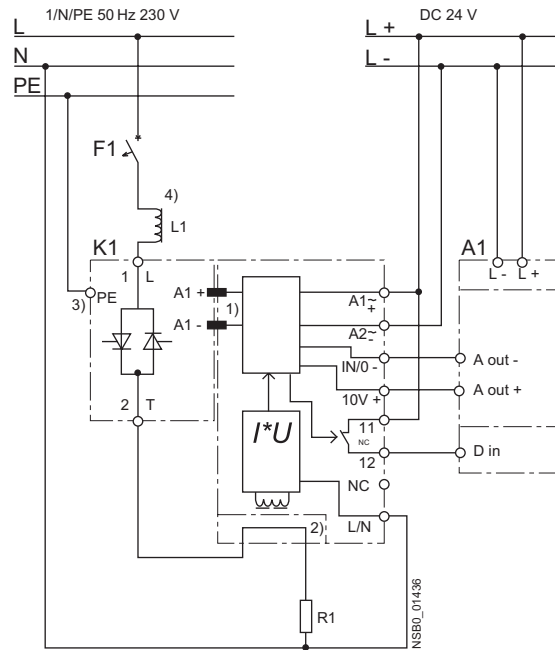 1/N/PE 50 Hz 230 V
DC 24 V
L
L +
N
L -
PE
F1
4)
L1
K1
A1
1 L
L - L +
3) PE
A1 +
A1 -
1)
A1 ~ +
A2 ~ -
IN/0 -
A out -
10V +
A out +
2 T
I*U
11
NC
12
D in
NC
2)
L/N
R1
NSB0_01436